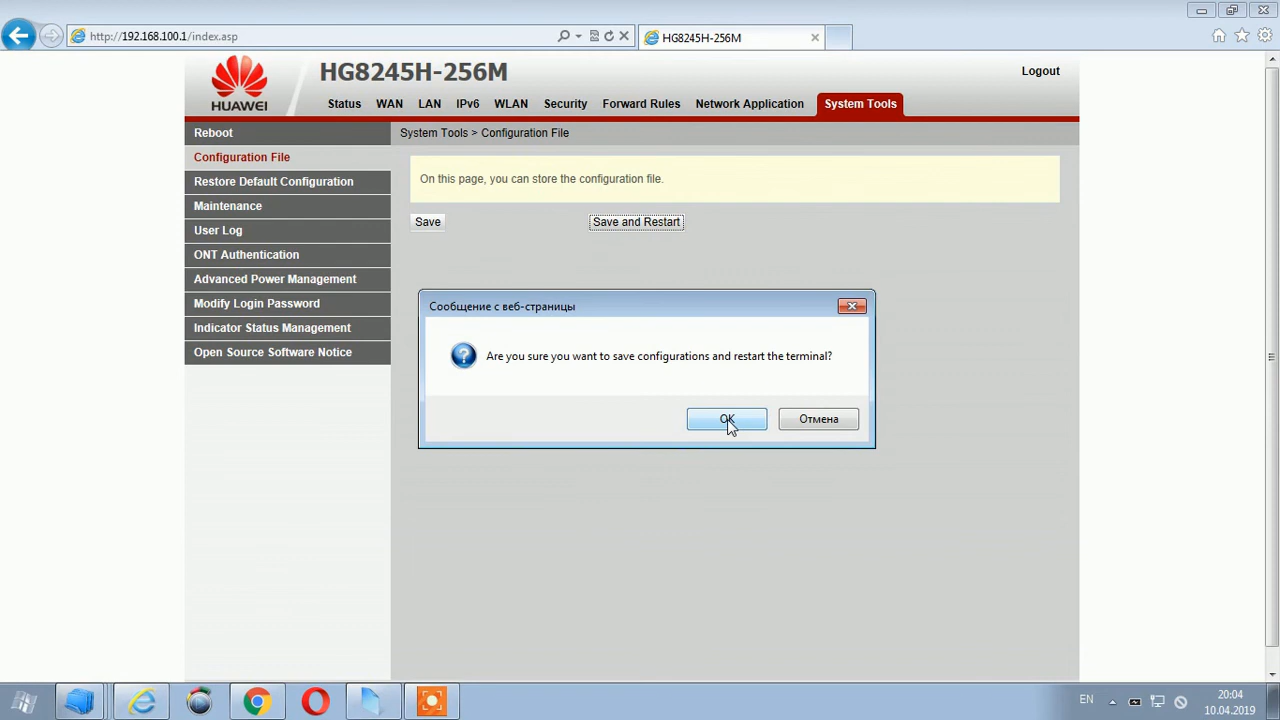 http://192.168.100.1/index.asp
HG8245H-256M
HUAWEI
HG8245H-256M
Logout
Status WAN LAN IPv6 WLAN Security Forward Rules Network Application System Tools
Reboot
Configuration File
Restore Default Configuration
Maintenance
User Log
ONT Authentication
Advanced Power Management
Modify Login Password
Indicator Status Management
Open Source Software Notice
System Tools > Configuration File
On this page, you can store the configuration file.
Save Save and Restart
Сообщение с веб-страницы
Are you sure you want to save configurations and restart the terminal?
OK Отмена
EN
20:04
10.04.2019